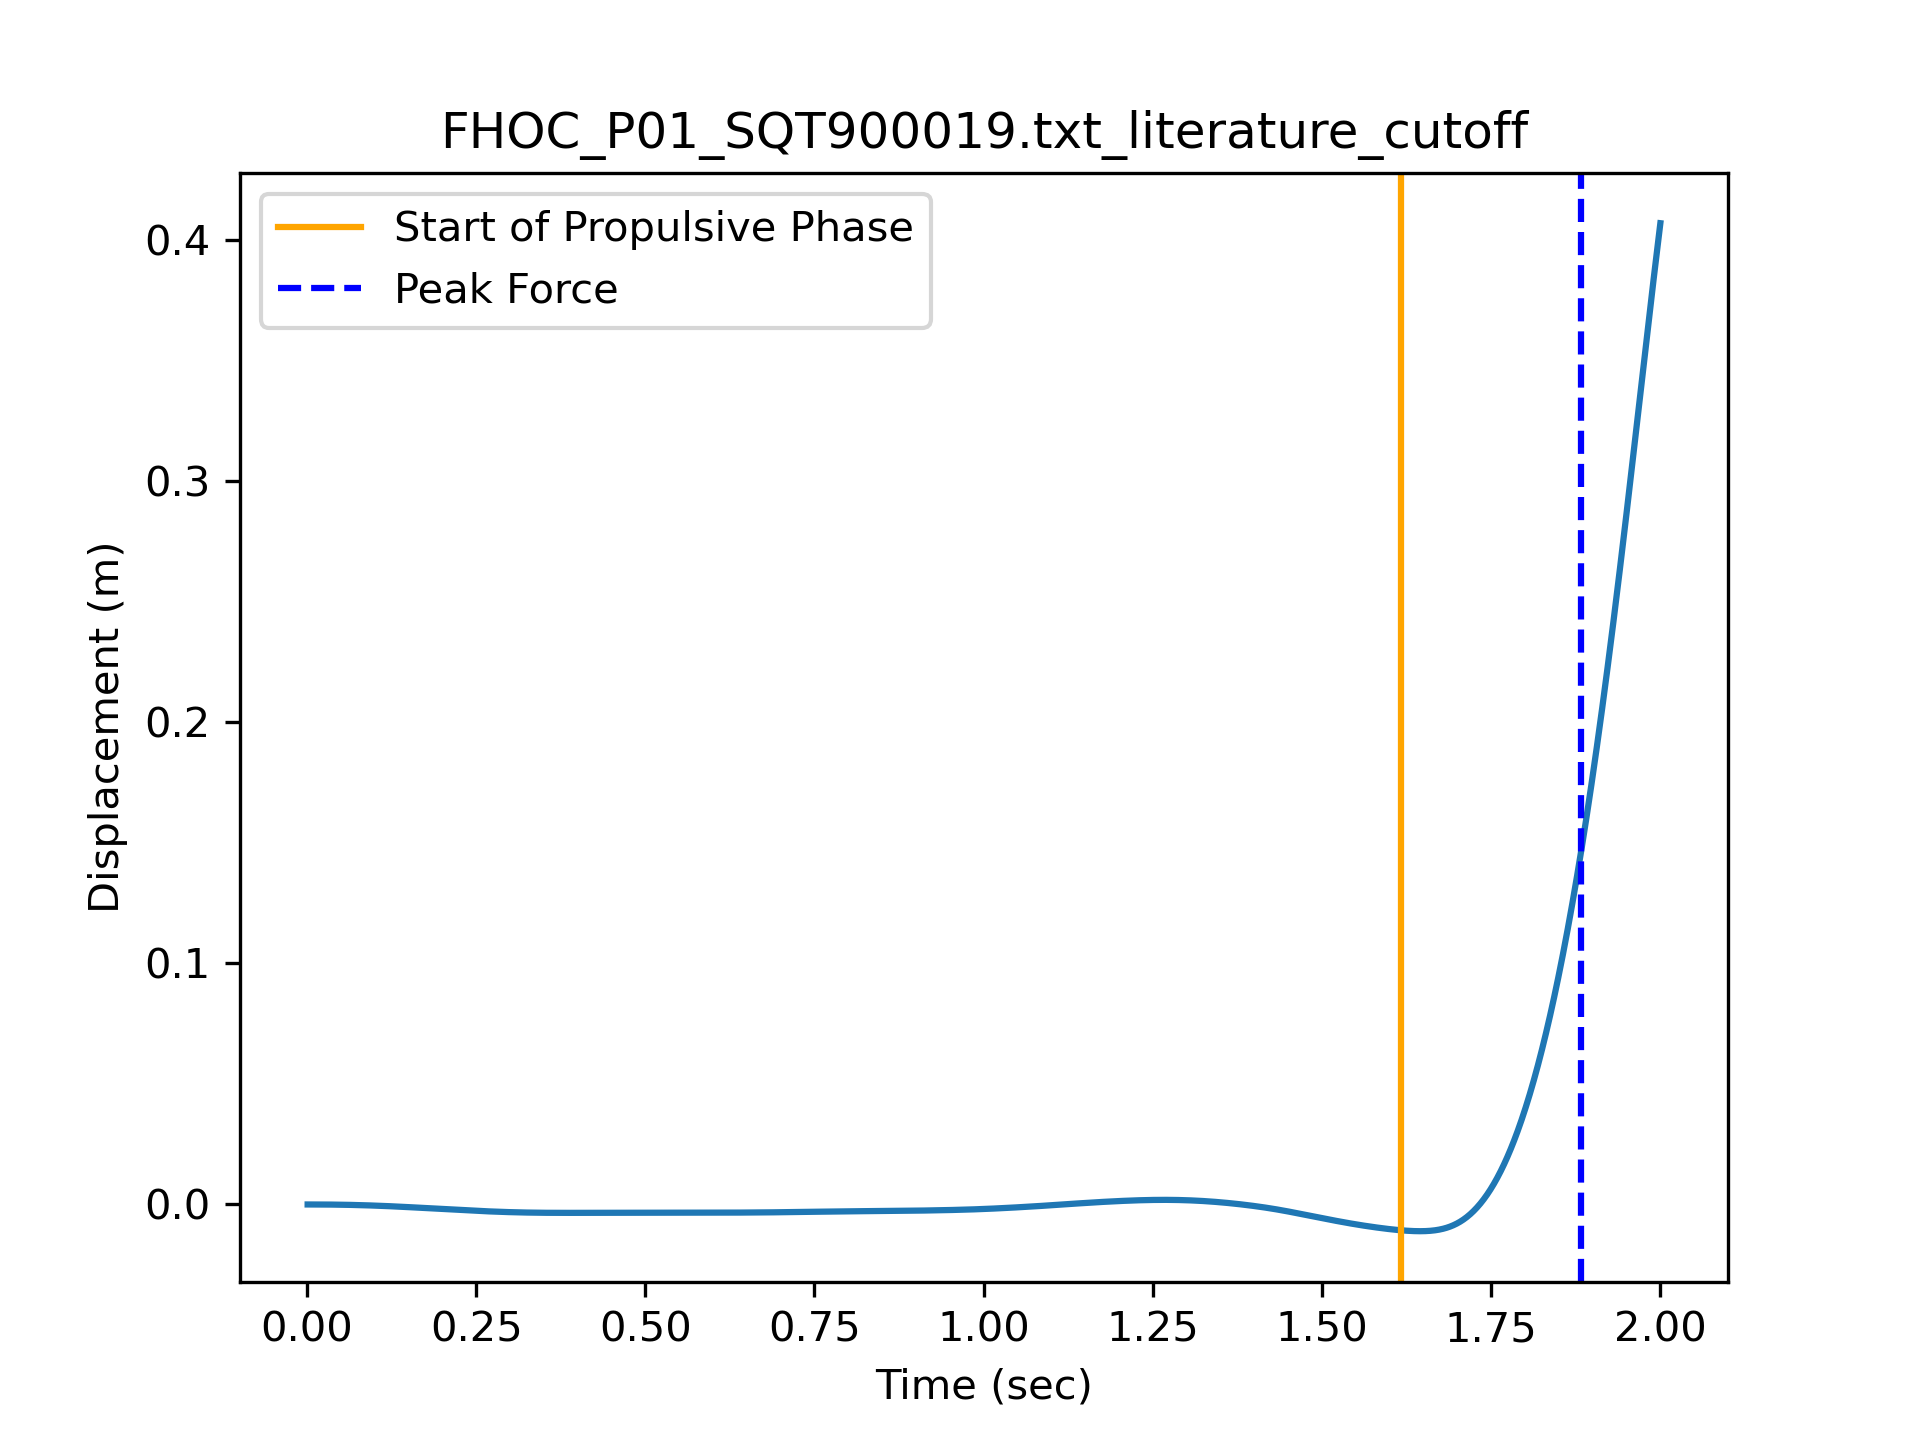 FHOC_P01_SQT900019.txt_literature_cutoff
Start of Propulsive Phase
Peak Force
0.4
0.3
0.2
0.1
0.0
Displacement (m)
0.00 0.25 0.50 0.75 1.00 1.25 1.50 1.75 2.00
Time (sec)